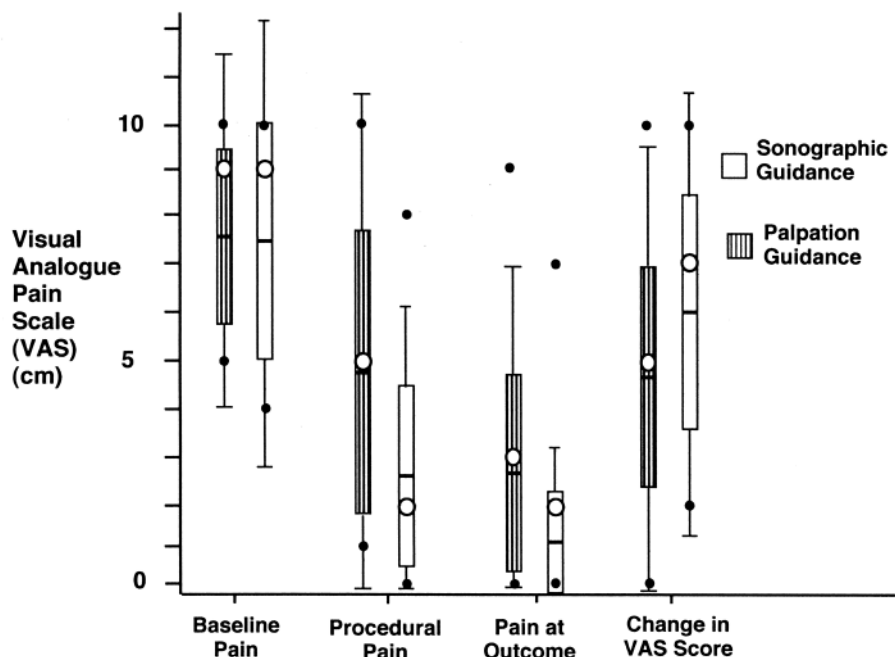 10
5
0
Visual
Analogue
Pain
Scale
(VAS)
(cm)
Sonographic
Guidance
Palpation
Guidance
Baseline
Pain
Procedural
Pain
Pain at
Outcome
Change in
VAS Score